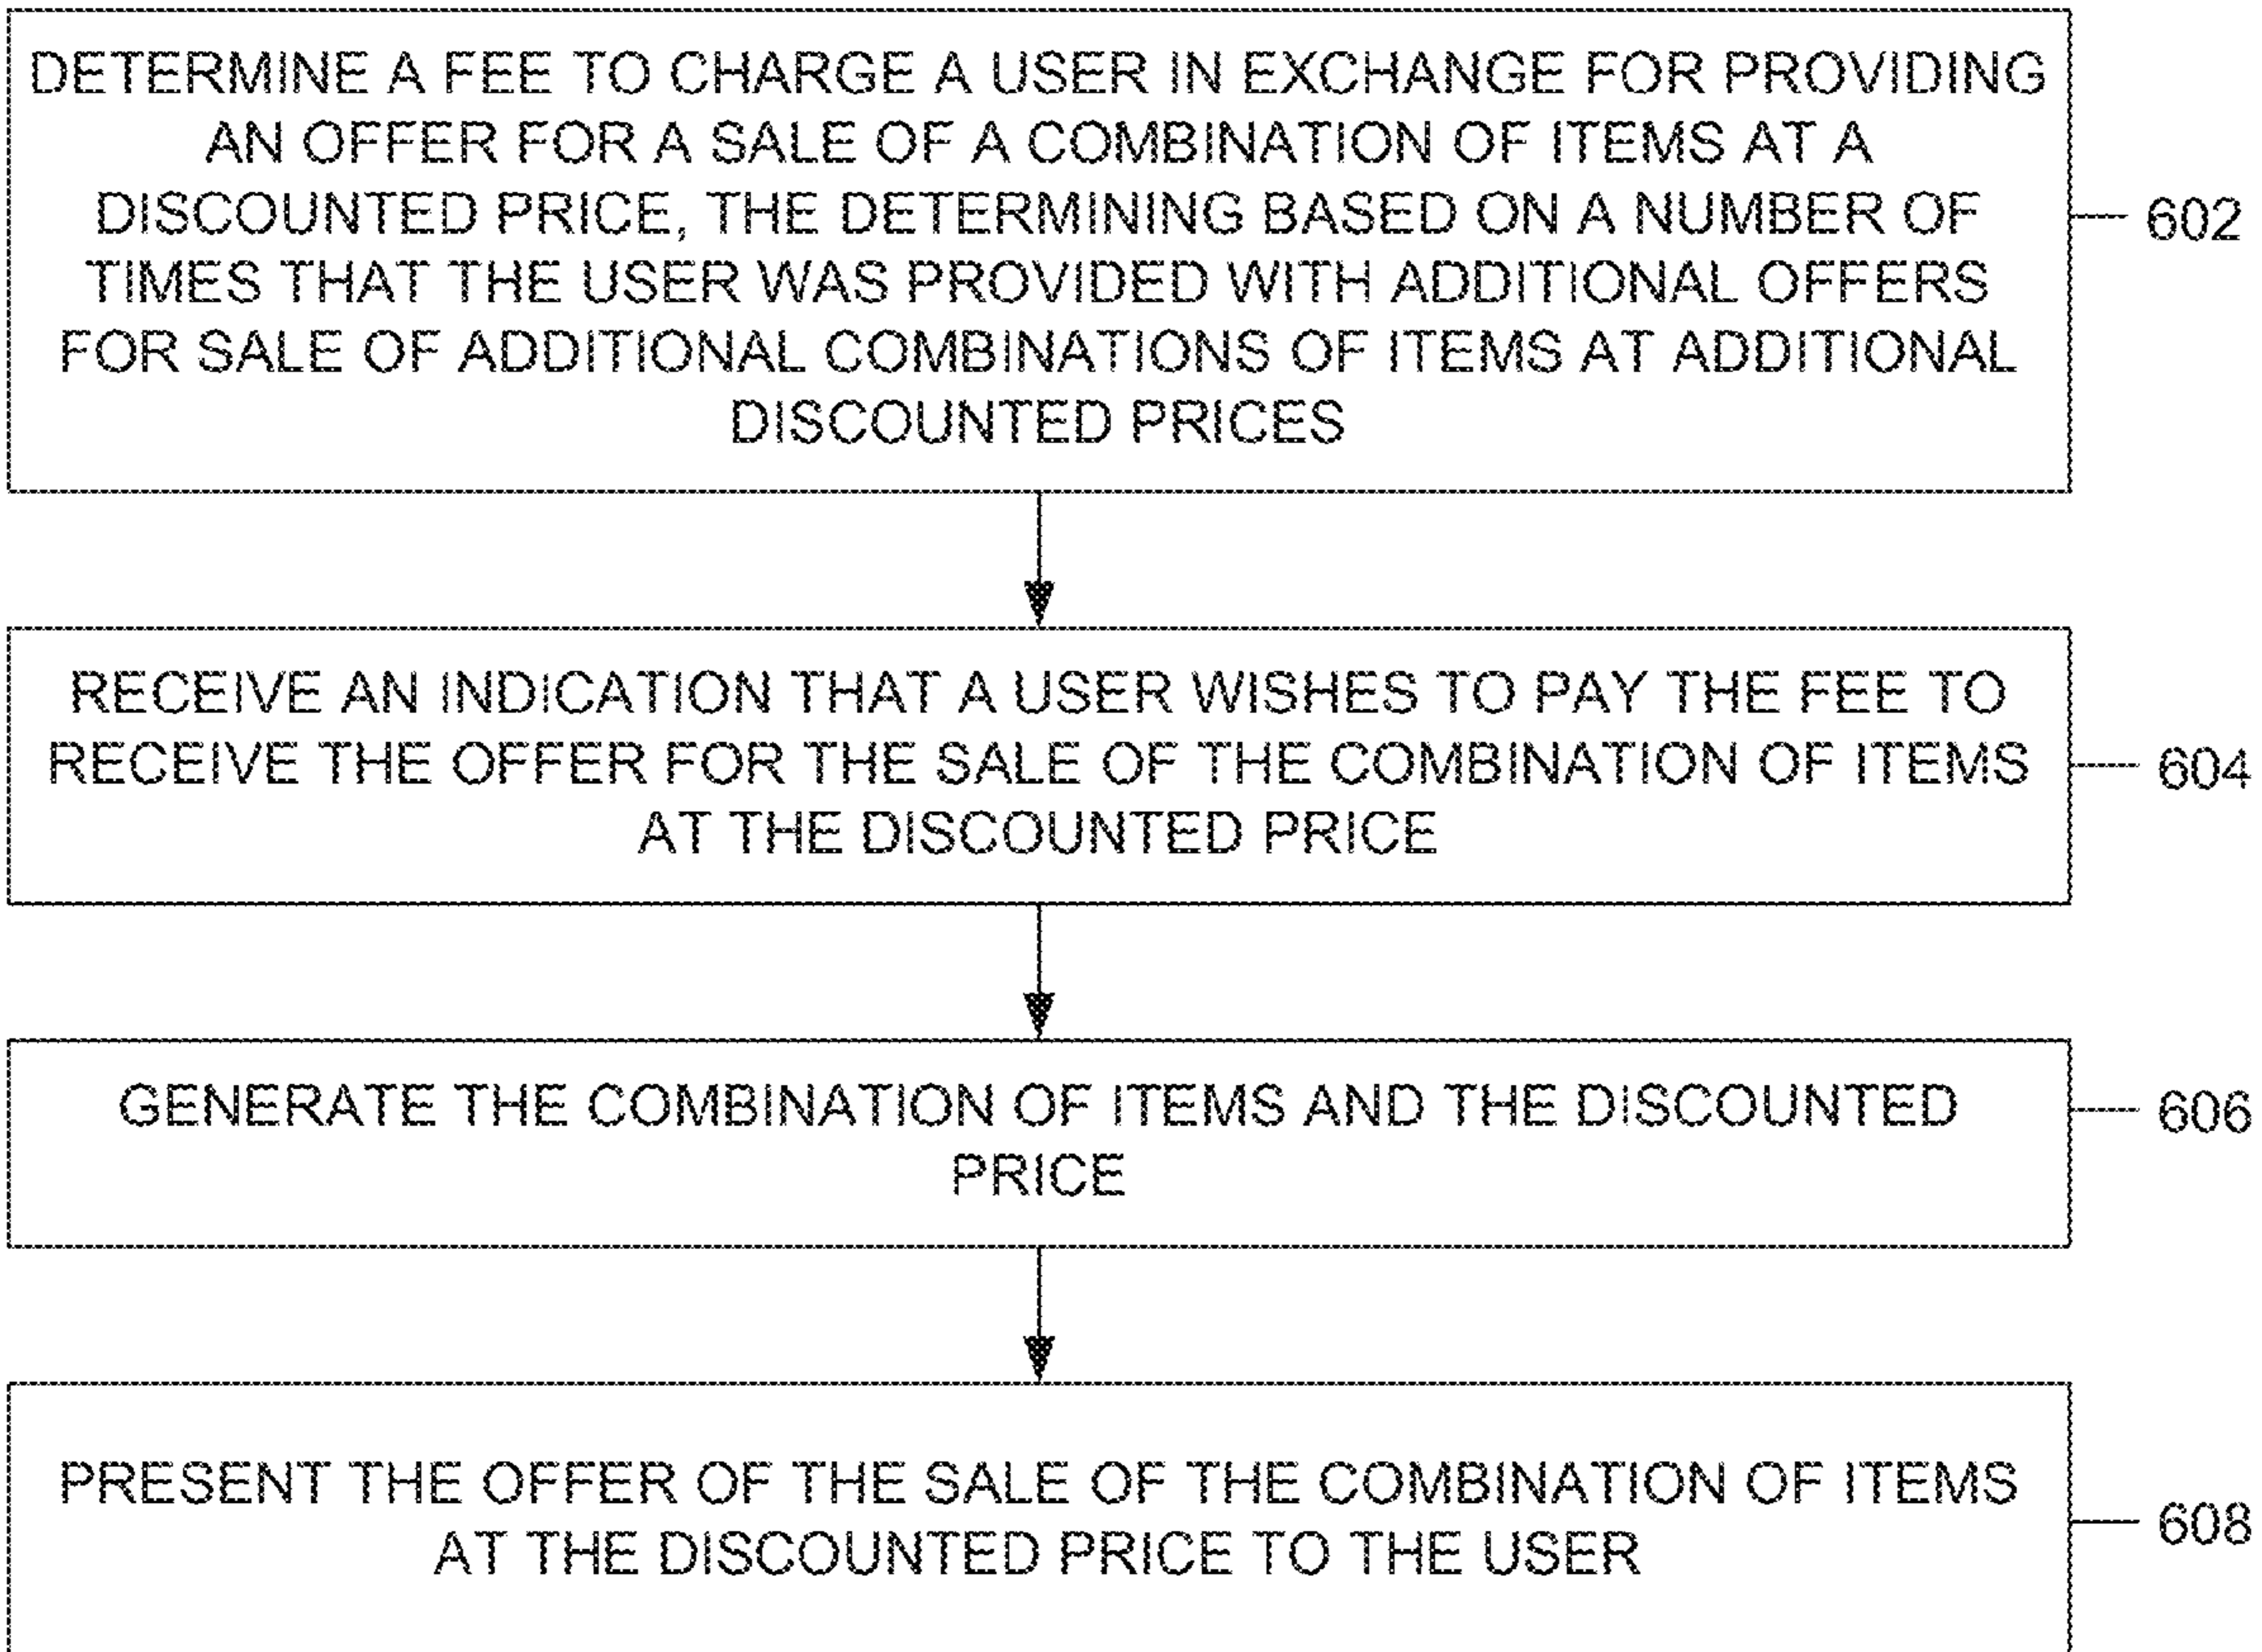 DETERMINE A FEE TO CHARGE A USER IN EXCHANGE FOR PROVIDING
AN OFFER FOR A SALE OF A COMBINATION OF ITEMS AT A
DISCOUNTED PRICE, THE DETERMINING BASED ON A NUMBER OF
TIMES THAT THE USER WAS PROVIDED WITH ADDITIONAL OFFERS
FOR SALE OF ADDITIONAL COMBINATIONS OF ITEMS AT ADDITIONAL
DISCOUNTED PRICES
602
RECEIVE AN INDICATION THAT A USER WISHES TO PAY THE FEE TO
RECEIVE THE OFFER FOR THE SALE OF THE COMBINATION OF ITEMS
AT THE DISCOUNTED PRICE
604
GENERATE THE COMBINATION OF ITEMS AND THE DISCOUNTED
PRICE
606
PRESENT THE OFFER OF THE SALE OF THE COMBINATION OF ITEMS
AT THE DISCOUNTED PRICE TO THE USER
608